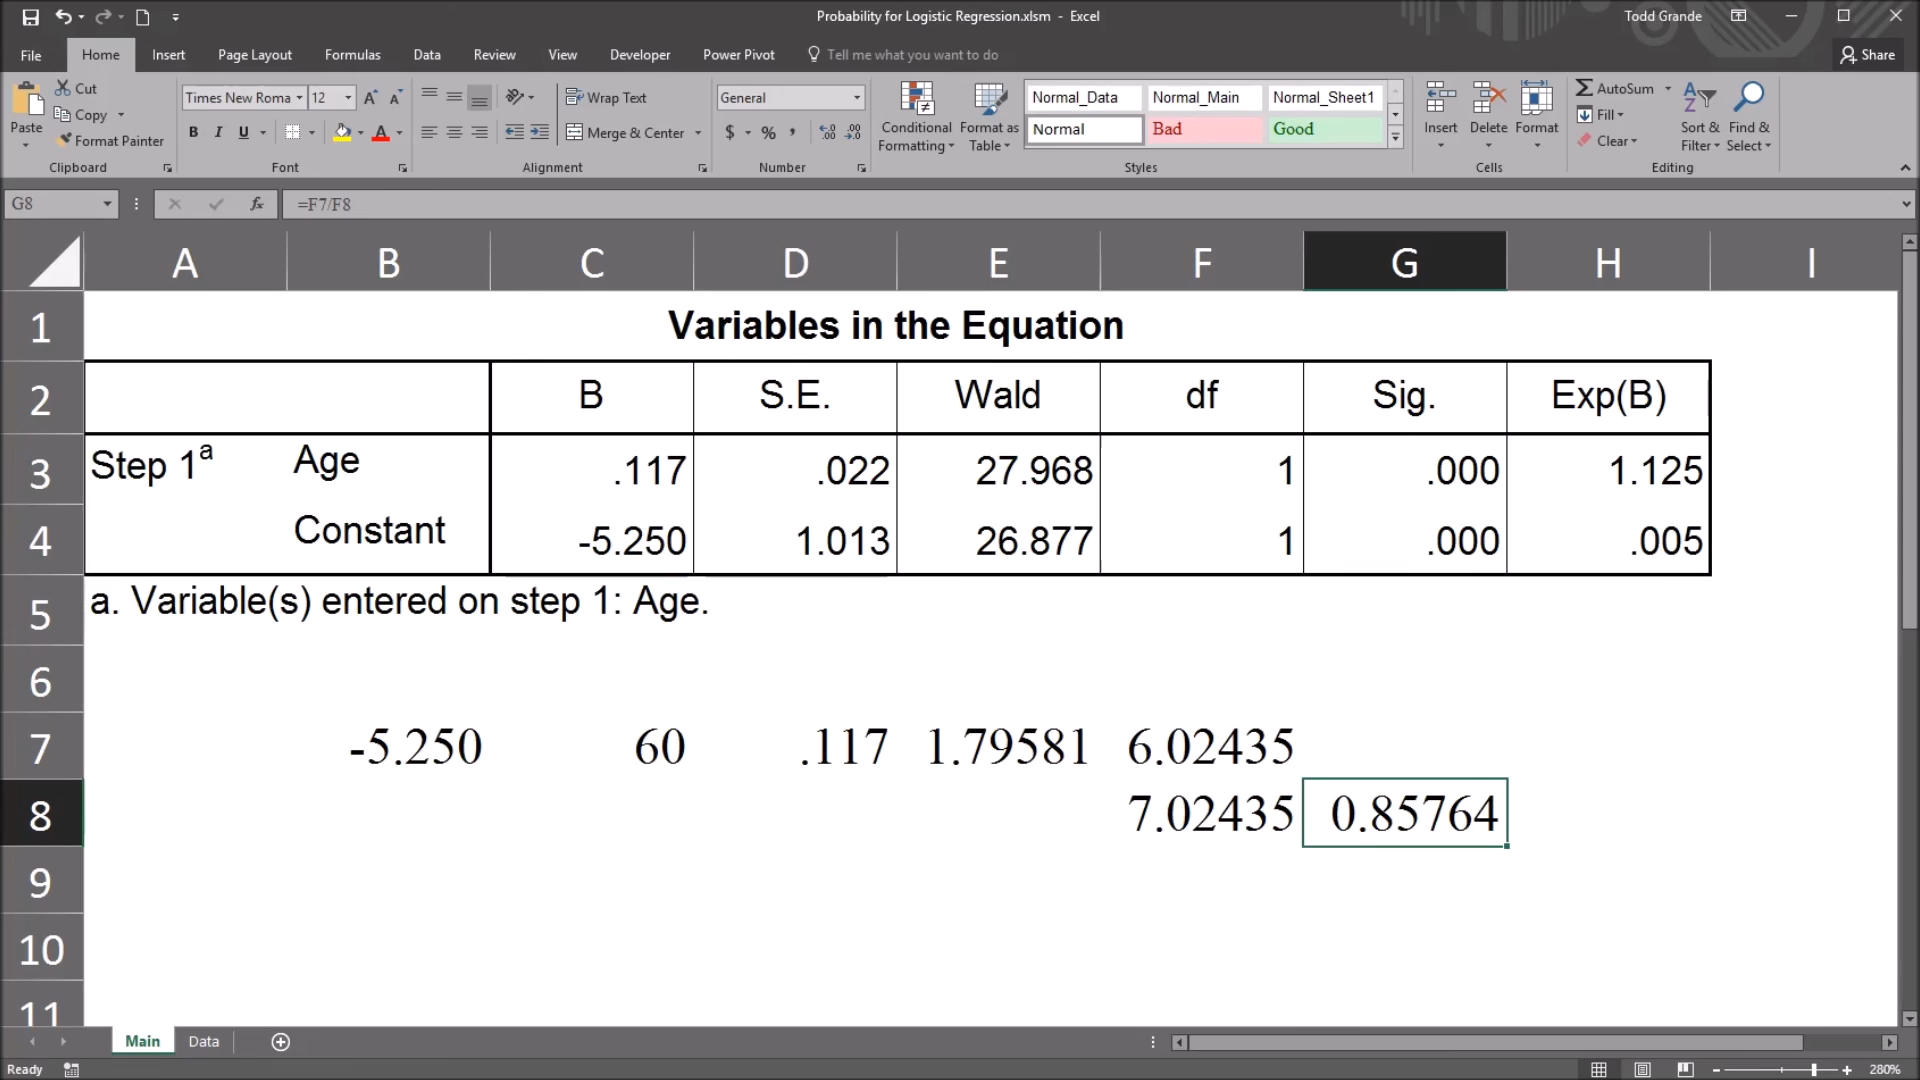 Probability for Logistic Regression.xlsm - Excel
Todd Grande
File Home Insert Page Layout Formulas Data Review View Developer Power Pivot Tell me what you want to do Share
Paste
Cut
Copy
Format Painter
Clipboard
Times New Roma 12
B I U
Font
Wrap Text
Merge & Center
Alignment
General
$ % ,
Number
Conditional Formatting
Format as Table
Normal_Data Normal_Main Normal_Sheet1
Normal Bad Good
Styles
Insert Delete Format
Cells
AutoSum
Fill
Clear
Sort & Filter
Find & Select
Editing
G8 fx =F7/F8
A B C D E F G H I
1 Variables in the Equation
2 B S.E. Wald df Sig. Exp(B)
3 Step 1a Age .117 .022 27.968 1 .000 1.125
4 Constant -5.250 1.013 26.877 1 .000 .005
5 a. Variable(s) entered on step 1: Age.
6
7 -5.250 60 .117 1.79581 6.02435
8 7.02435 0.85764
9
10
11
Main Data
Ready 280%